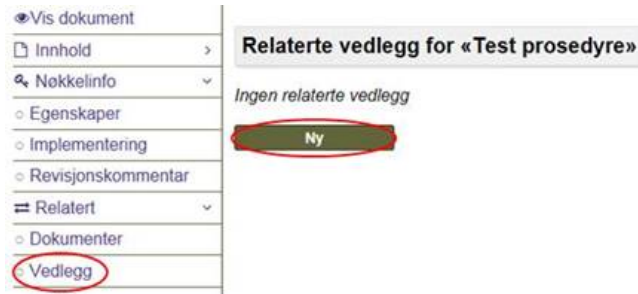 Vis dokument
Innhold
Nøkkelinfo
Egenskaper
Implementering
Revisjonskommentar
Relatert
Dokumenter
Vedlegg
Relaterte vedlegg for «Test prosedyre»
Ingen relaterte vedlegg
Ny